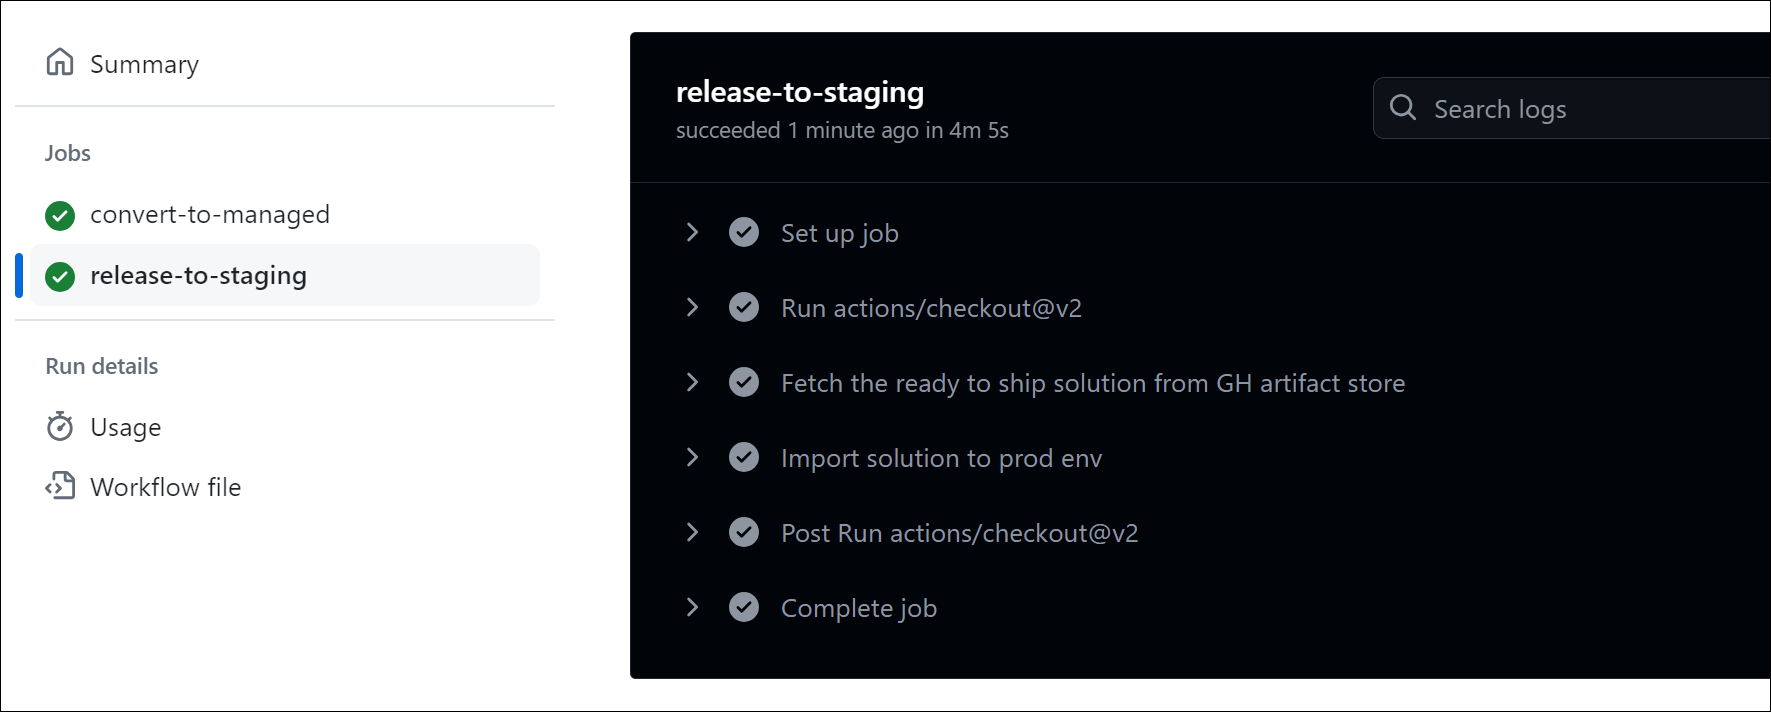 Summary
Jobs
convert-to-managed
release-to-staging
Run details
Usage
Workflow file
release-to-staging
succeeded 1 minute ago in 4m 5s
Search logs
Set up job
Run actions/checkout@v2
Fetch the ready to ship solution from GH artifact store
Import solution to prod env
Post Run actions/checkout@v2
Complete job